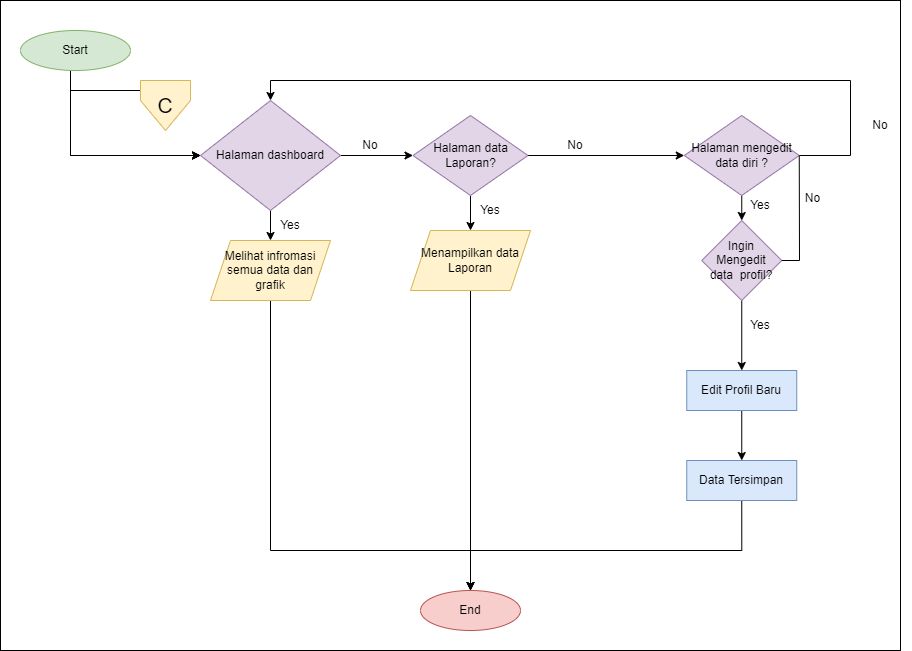 Start
C
Halaman dashboard
No
Halaman data
Laporan?
No
Halaman mengedit
data diri ?
No
Yes
Yes
Yes
No
Melihat infromasi
semua data dan
grafik
Menampilkan data
Laporan
Ingin
Mengedit
data profil?
Yes
Edit Profil Baru
Data Tersimpan
End